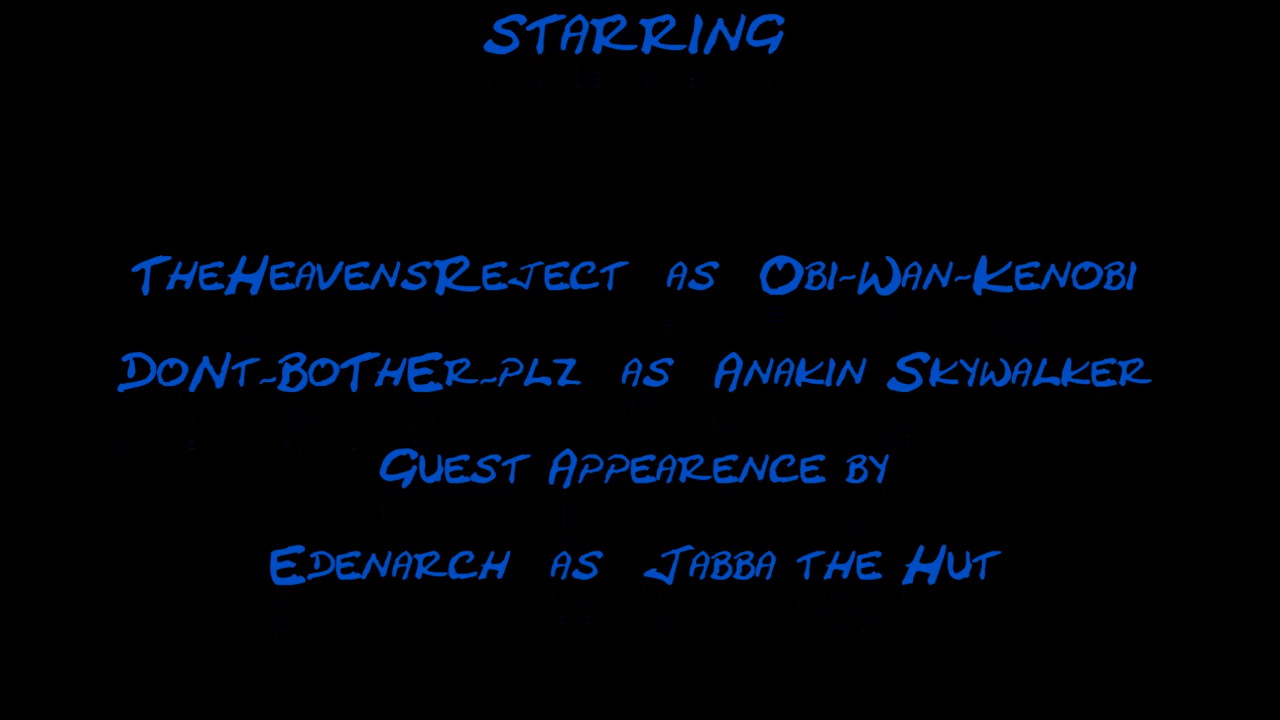 STARRING
TheHeavensReject as Obi-Wan-Kenobi
DoNt-BoTHEr-plz as Anakin Skywalker
Guest Appearence by
Edenarch as Jabba the Hut